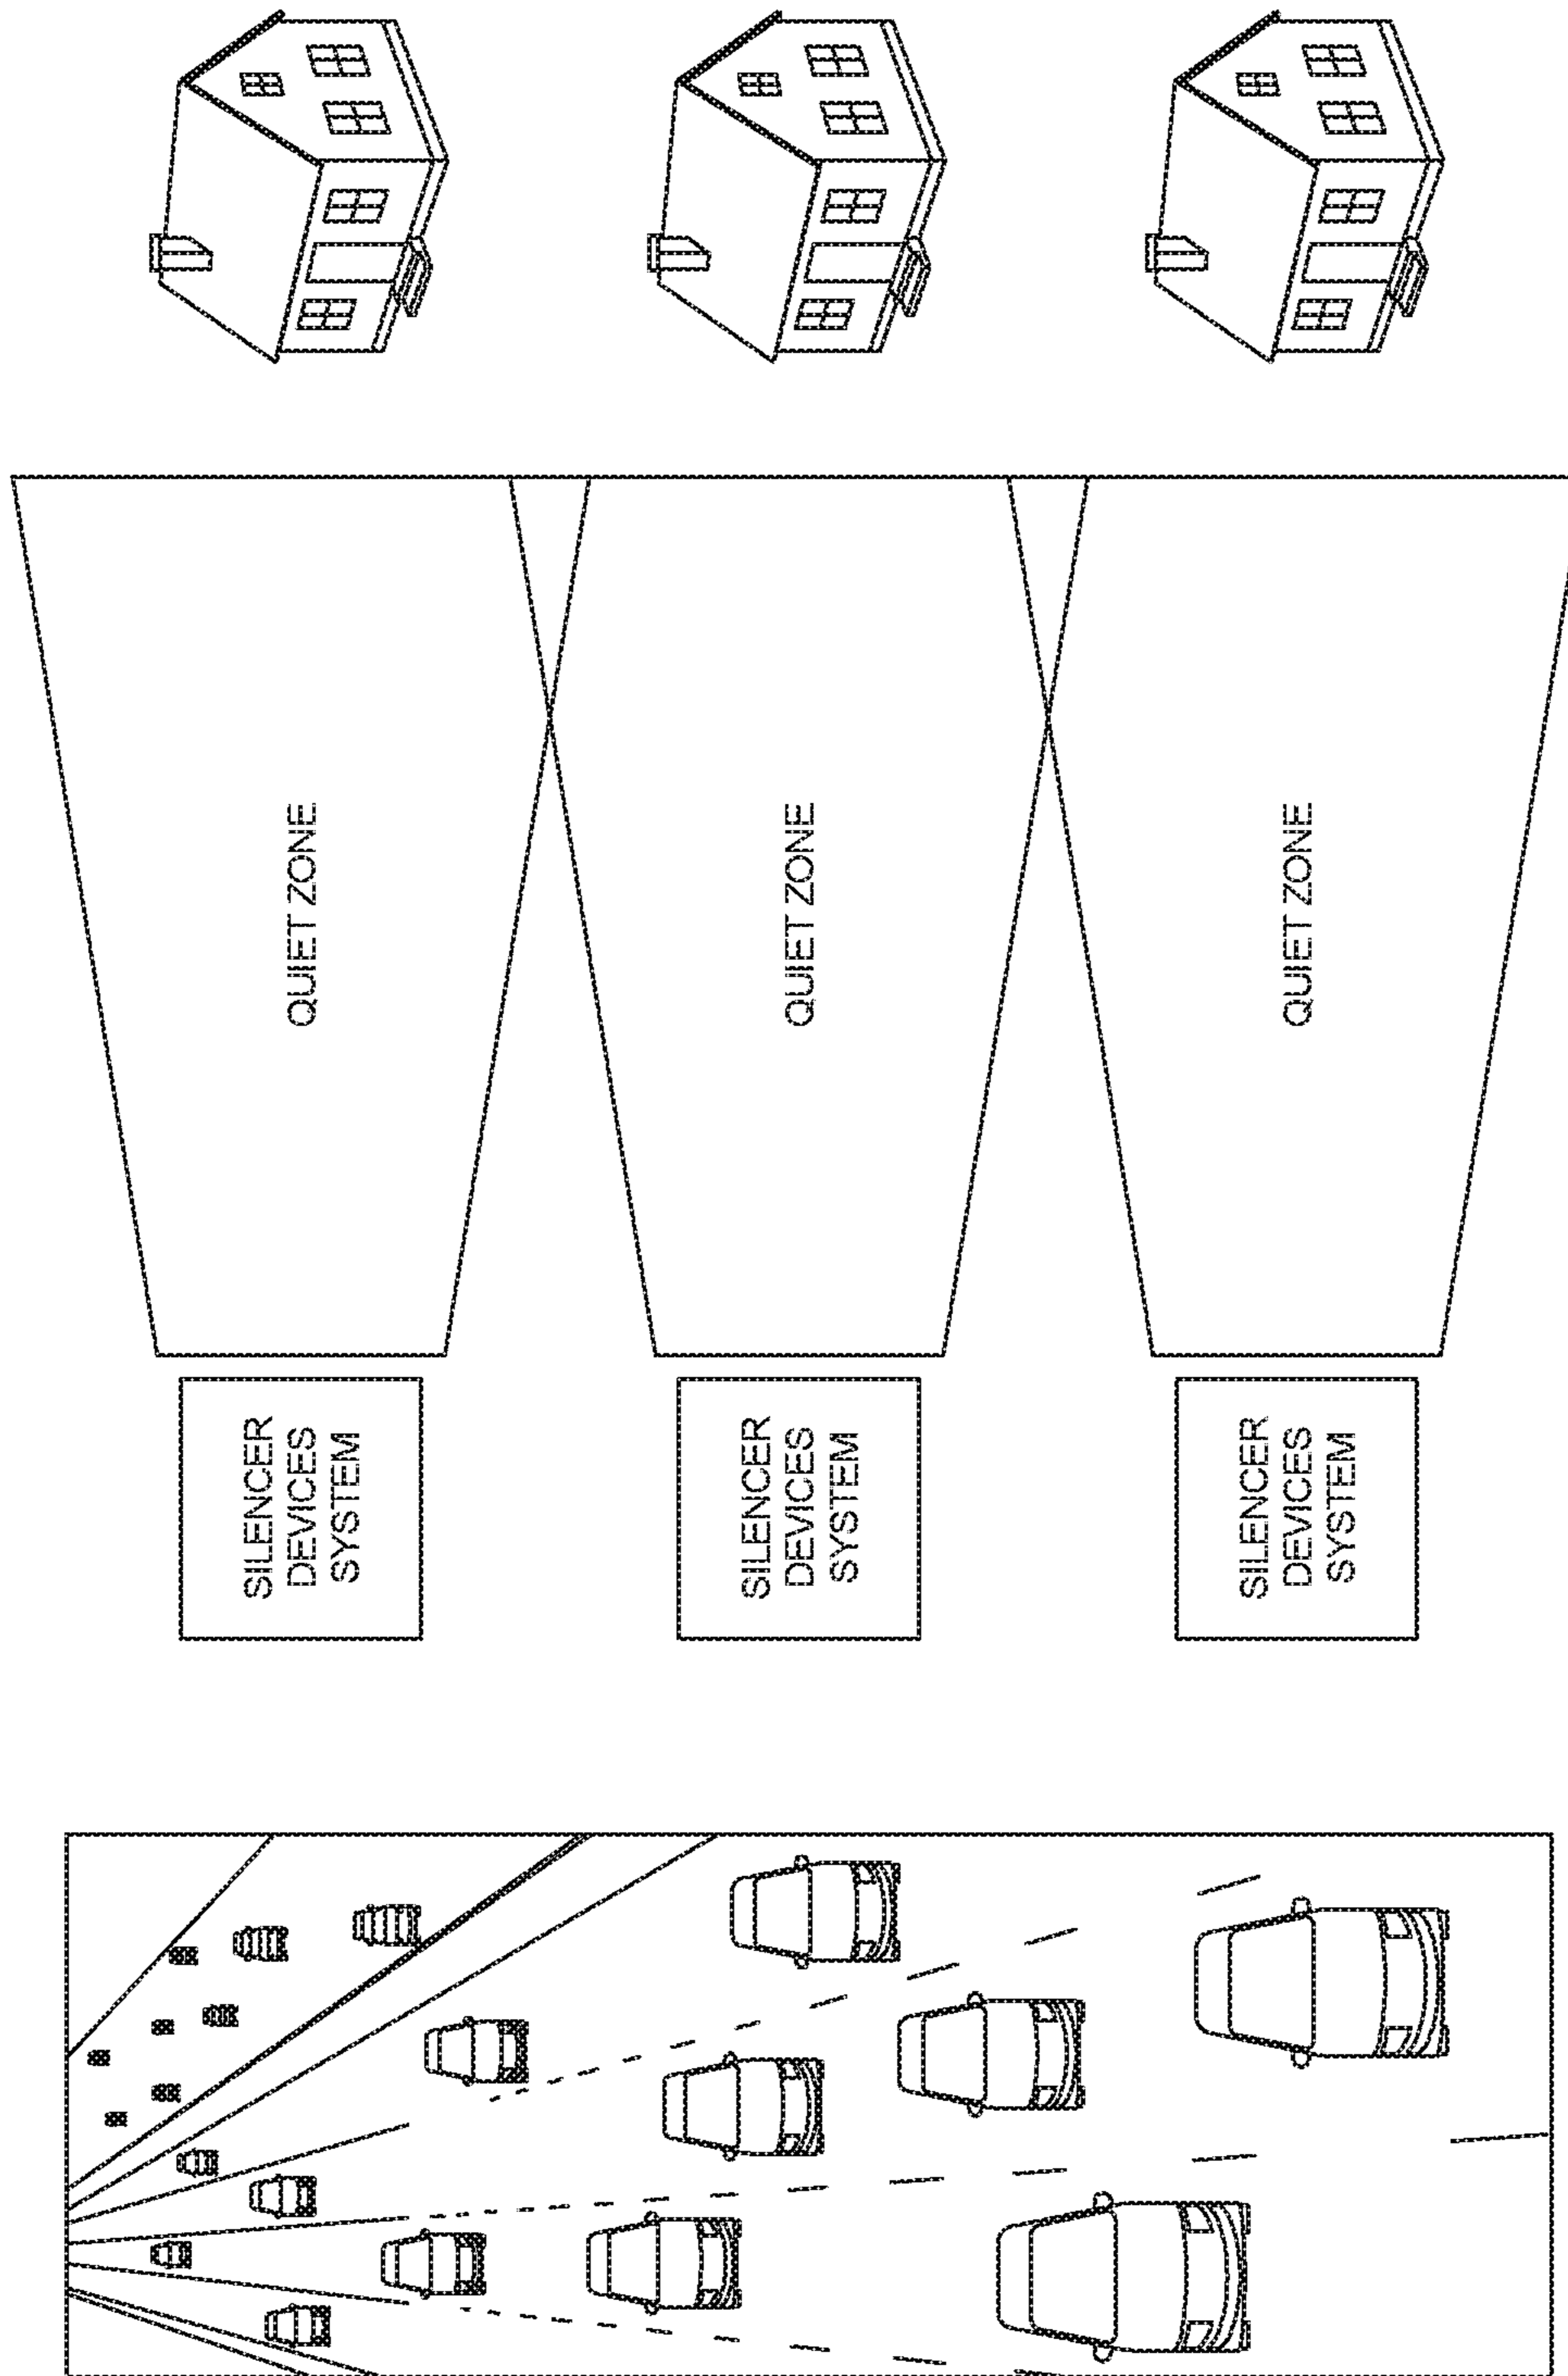 QUIET ZONE
QUIET ZONE
QUIET ZONE
SILENCER
DEVICES
SYSTEM
SILENCER
DEVICES
SYSTEM
SILENCER
DEVICES
SYSTEM